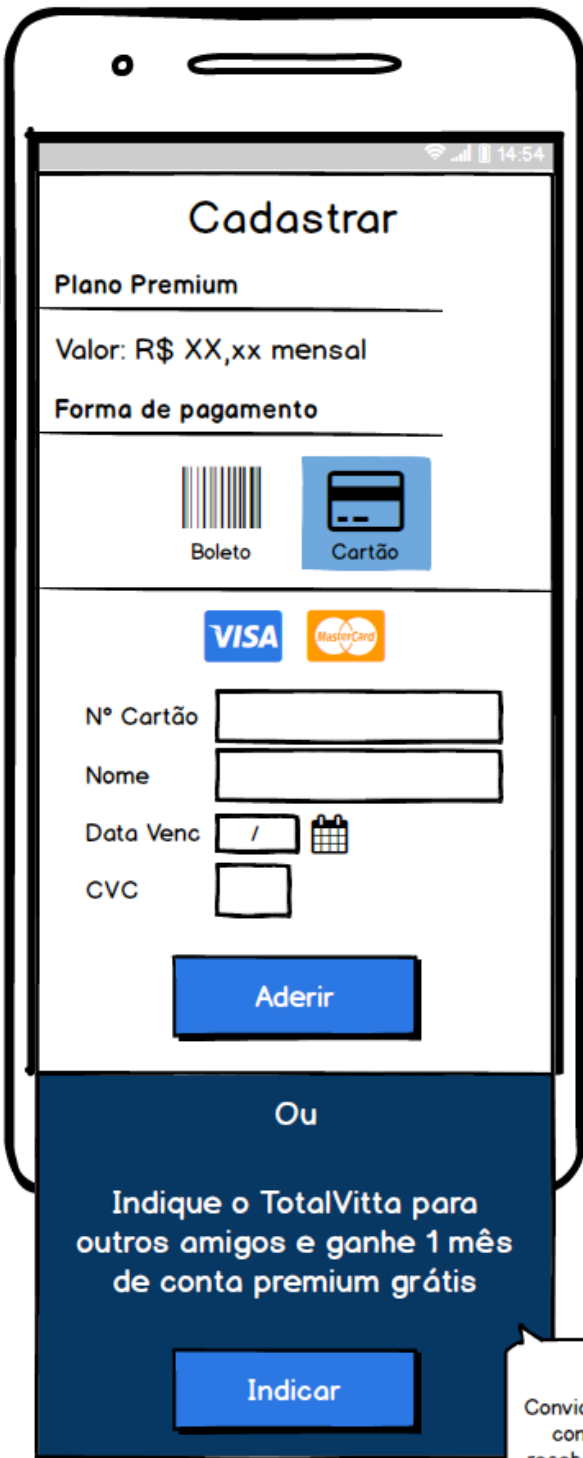 14:54
Cadastrar
Plano Premium
Valor: R$ XX,xx mensal
Forma de pagamento
Boleto
Cartão
VISA
MasterCard
Nº Cartão
Nome
Data Venc /
CVC
Aderir
Ou
Indique o TotalVitta para
outros amigos e ganhe 1 mês
de conta premium grátis
Indicar